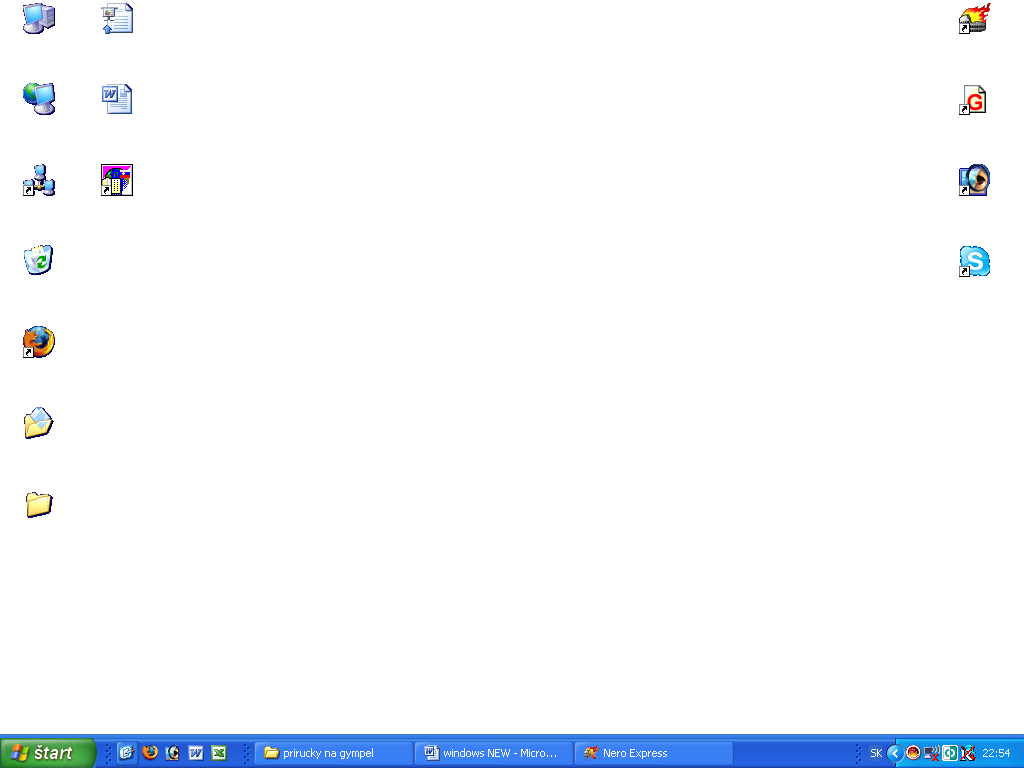 štart
prirucky na gympel
windows NEW - Micro...
Nero Express
SK
22:54